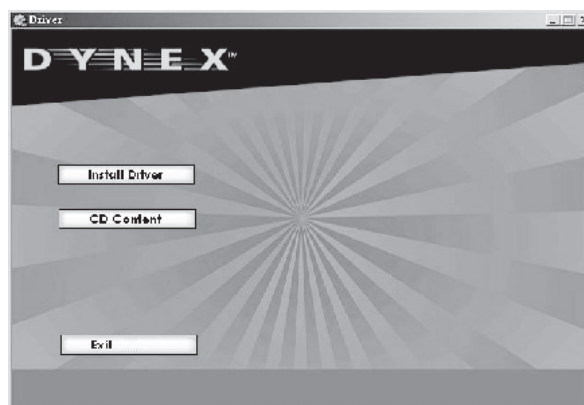 Driver
DYNEX™
Install Driver
CD Content
Exit